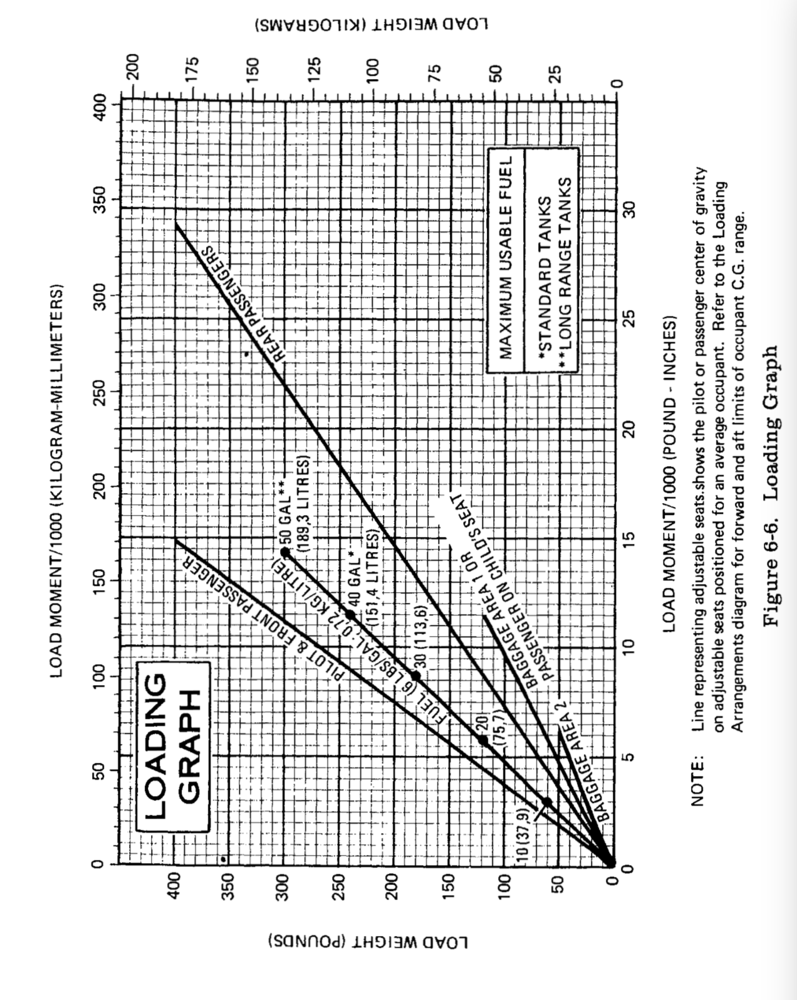 LOAD MOMENT/1000 (KILOGRAM-MILLIMETERS)
0 50 100 150 200 250 300 350 400
LOADING
GRAPH
LOAD WEIGHT (POUNDS)
400
350
300
250
200
150
100
50
0
LOAD WEIGHT (KILOGRAMS)
200
175
150
125
100
75
50
25
0
PILOT & FRONT PASSENGER
FUEL (6 LBS/GAL; 0,72 KG/LITRE)
REAR PASSENGERS
50 GAL**
(189,3 LITRES)
40 GAL*
(151,4 LITRES)
30 (113,6)
20
(75,7)
10 (37,9)
BAGGAGE AREA 1 OR
PASSENGER ON CHILD'S SEAT
BAGGAGE AREA 2
MAXIMUM USABLE FUEL
*STANDARD TANKS
**LONG RANGE TANKS
0 5 10 15 20 25 30
LOAD MOMENT/1000 (POUND - INCHES)
NOTE: Line representing adjustable seats.shows the pilot or passenger center of gravity
on adjustable seats positioned for an average occupant. Refer to the Loading
Arrangements diagram for forward and aft limits of occupant C.G. range.
Figure 6-6. Loading Graph